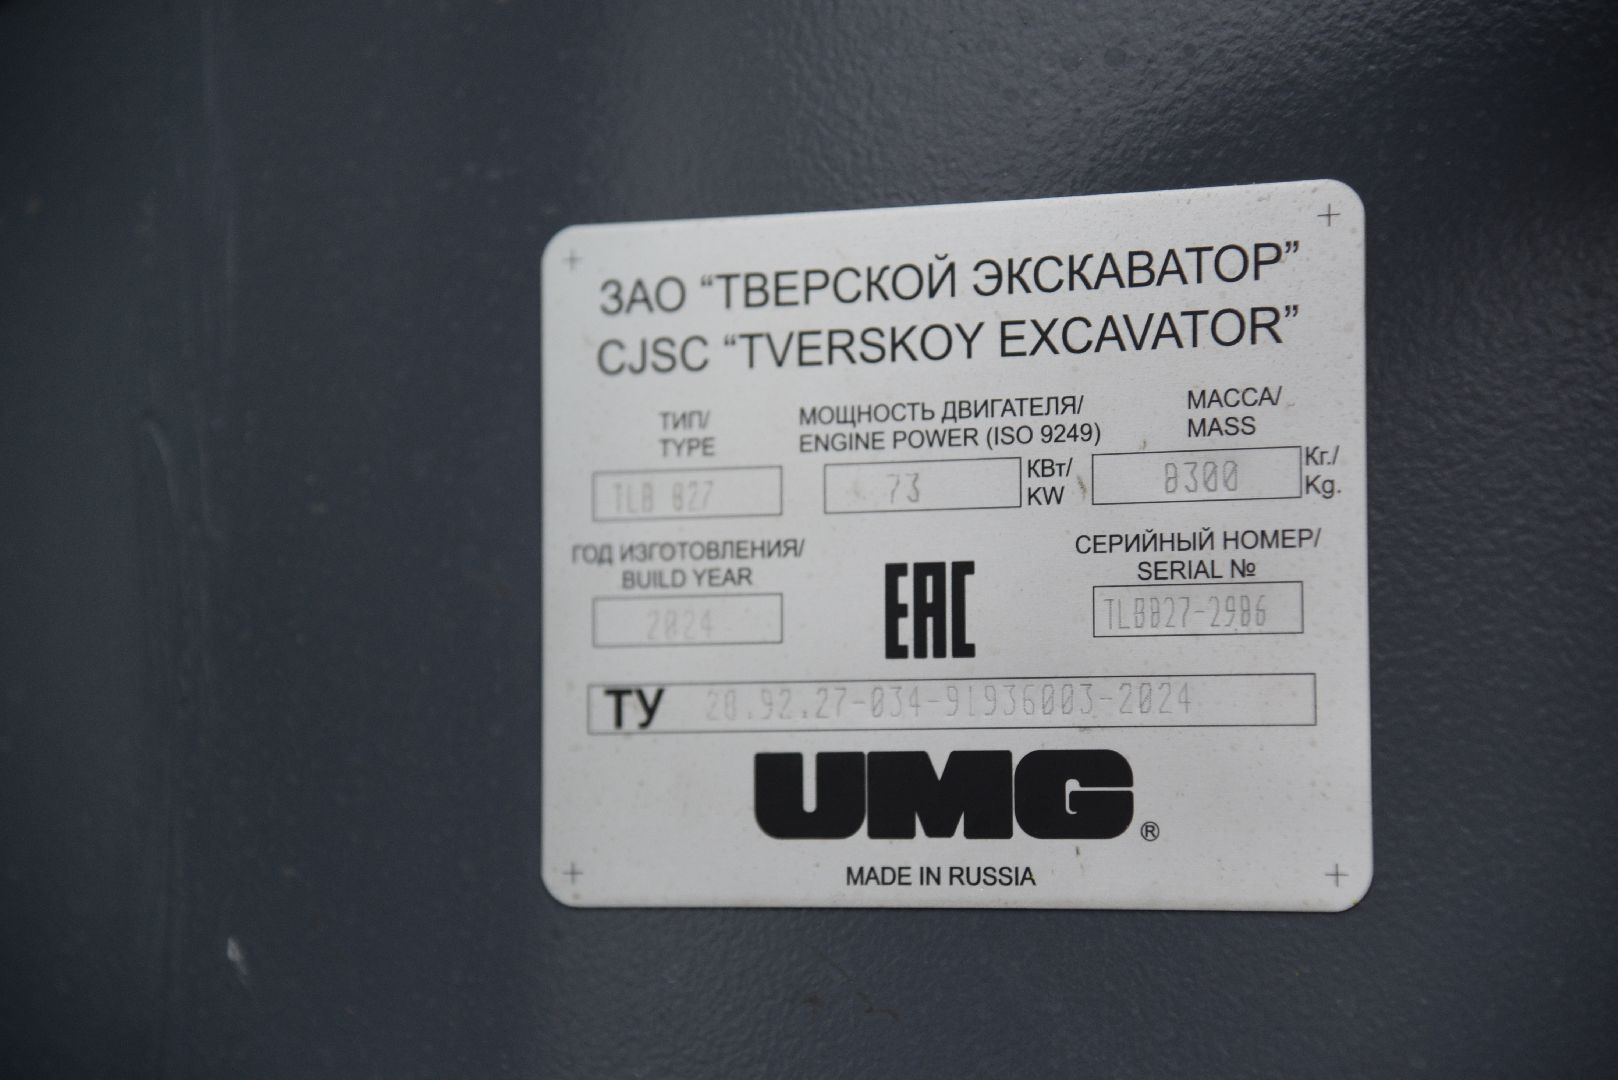 ЗАО “ТВЕРСКОЙ ЭКСКАВАТОР”
CJSC “TVERSKOY EXCAVATOR”
ТИП/
TYPE
TLB 827
МОЩНОСТЬ ДВИГАТЕЛЯ/
ENGINE POWER (ISO 9249)
73
КВт/
KW
МАССА/
MASS
8300
Кг./
Kg.
ГОД ИЗГОТОВЛЕНИЯ/
BUILD YEAR
2024
EAC
СЕРИЙНЫЙ НОМЕР/
SERIAL №
TLB827-2986
ТУ 28.92.27-034-91936003-2024
UMG®
MADE IN RUSSIA